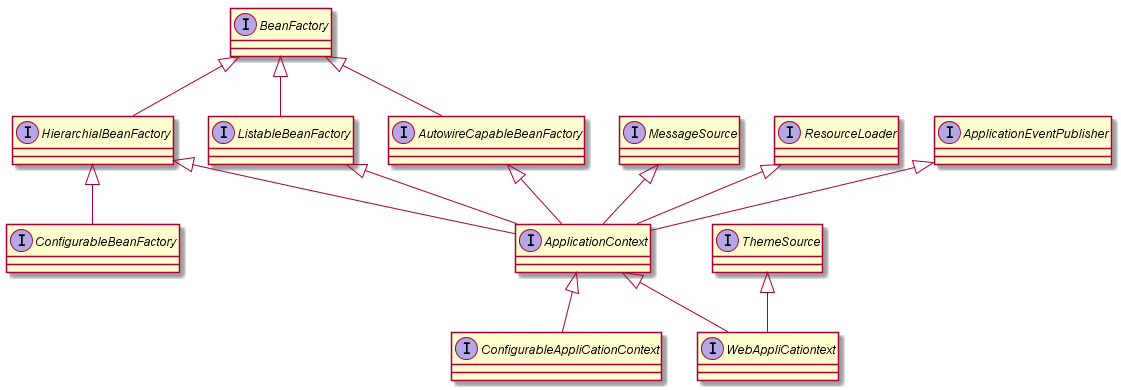 I BeanFactory
I HierarchialBeanFactory
I ListableBeanFactory
I AutowireCapableBeanFactory
I MessageSource
I ResourceLoader
I ApplicationEventPublisher
I ConfigurableBeanFactory
I ApplicationContext
I ThemeSource
I ConfigurableAppliCationContext
I WebAppliCationtext